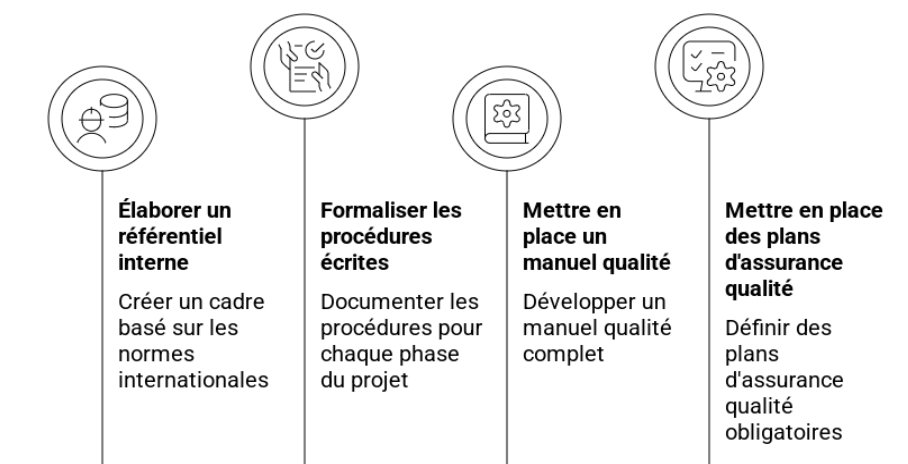 Élaborer un
référentiel
interne
Créer un cadre
basé sur les
normes
internationales
Formaliser les
procédures
écrites
Documenter les
procédures pour
chaque phase
du projet
Mettre en
place un
manuel qualité
Développer un
manuel qualité
complet
Mettre en place
des plans
d'assurance
qualité
Définir des
plans
d'assurance
qualité
obligatoires